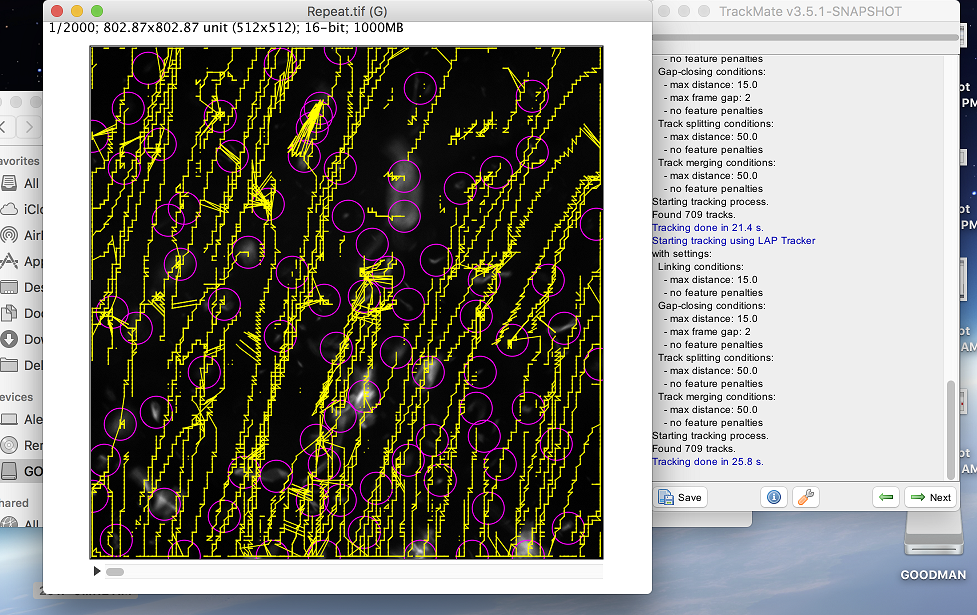 Repeat.tif (G)
1/2000; 802.87x802.87 unit (512x512); 16-bit; 1000MB
TrackMate v3.5.1-SNAPSHOT
- no feature penalties
Gap-closing conditions:
- max distance: 15.0
- max frame gap: 2
- no feature penalties
Track splitting conditions:
- max distance: 50.0
- no feature penalties
Track merging conditions:
- max distance: 50.0
- no feature penalties
Starting tracking process.
Found 709 tracks.
Tracking done in 21.4 s.
Starting tracking using LAP Tracker
with settings:
Linking conditions:
- max distance: 15.0
- no feature penalties
Gap-closing conditions:
- max distance: 15.0
- max frame gap: 2
- no feature penalties
Track splitting conditions:
- max distance: 50.0
- no feature penalties
Track merging conditions:
- max distance: 50.0
- no feature penalties
Starting tracking process.
Found 709 tracks.
Tracking done in 25.8 s.
Save
Next
avorites
All
iClo
Airl
App
Des
Doc
Dow
Del
evices
Ale
Rem
GO
hared
All
ot
PM
ot
PM
ot
AM
ot
AM
GOODMAN